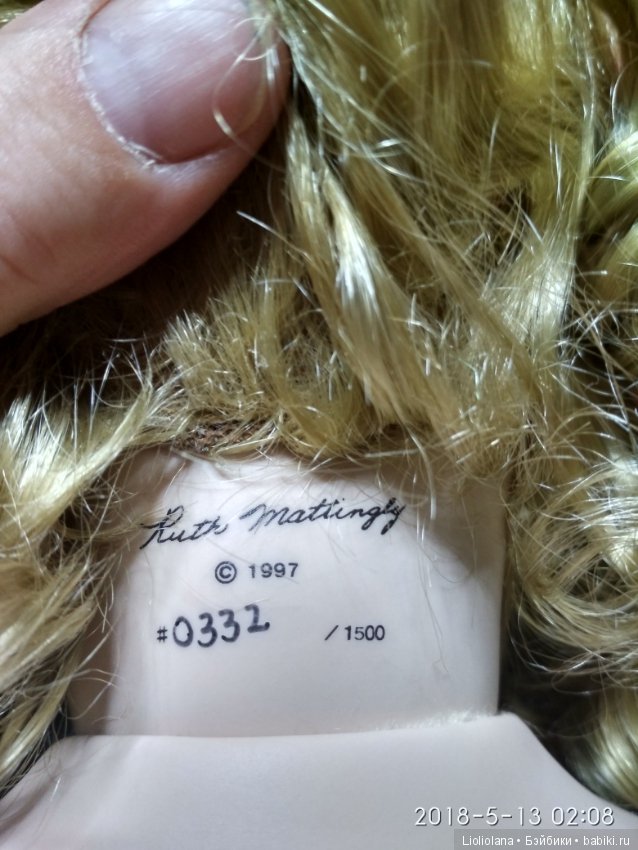 Ruth Mattingly
© 1997
#0332 /1500
2018-5-13 02:08
Lioliolana • Бэйбики • babiki.ru